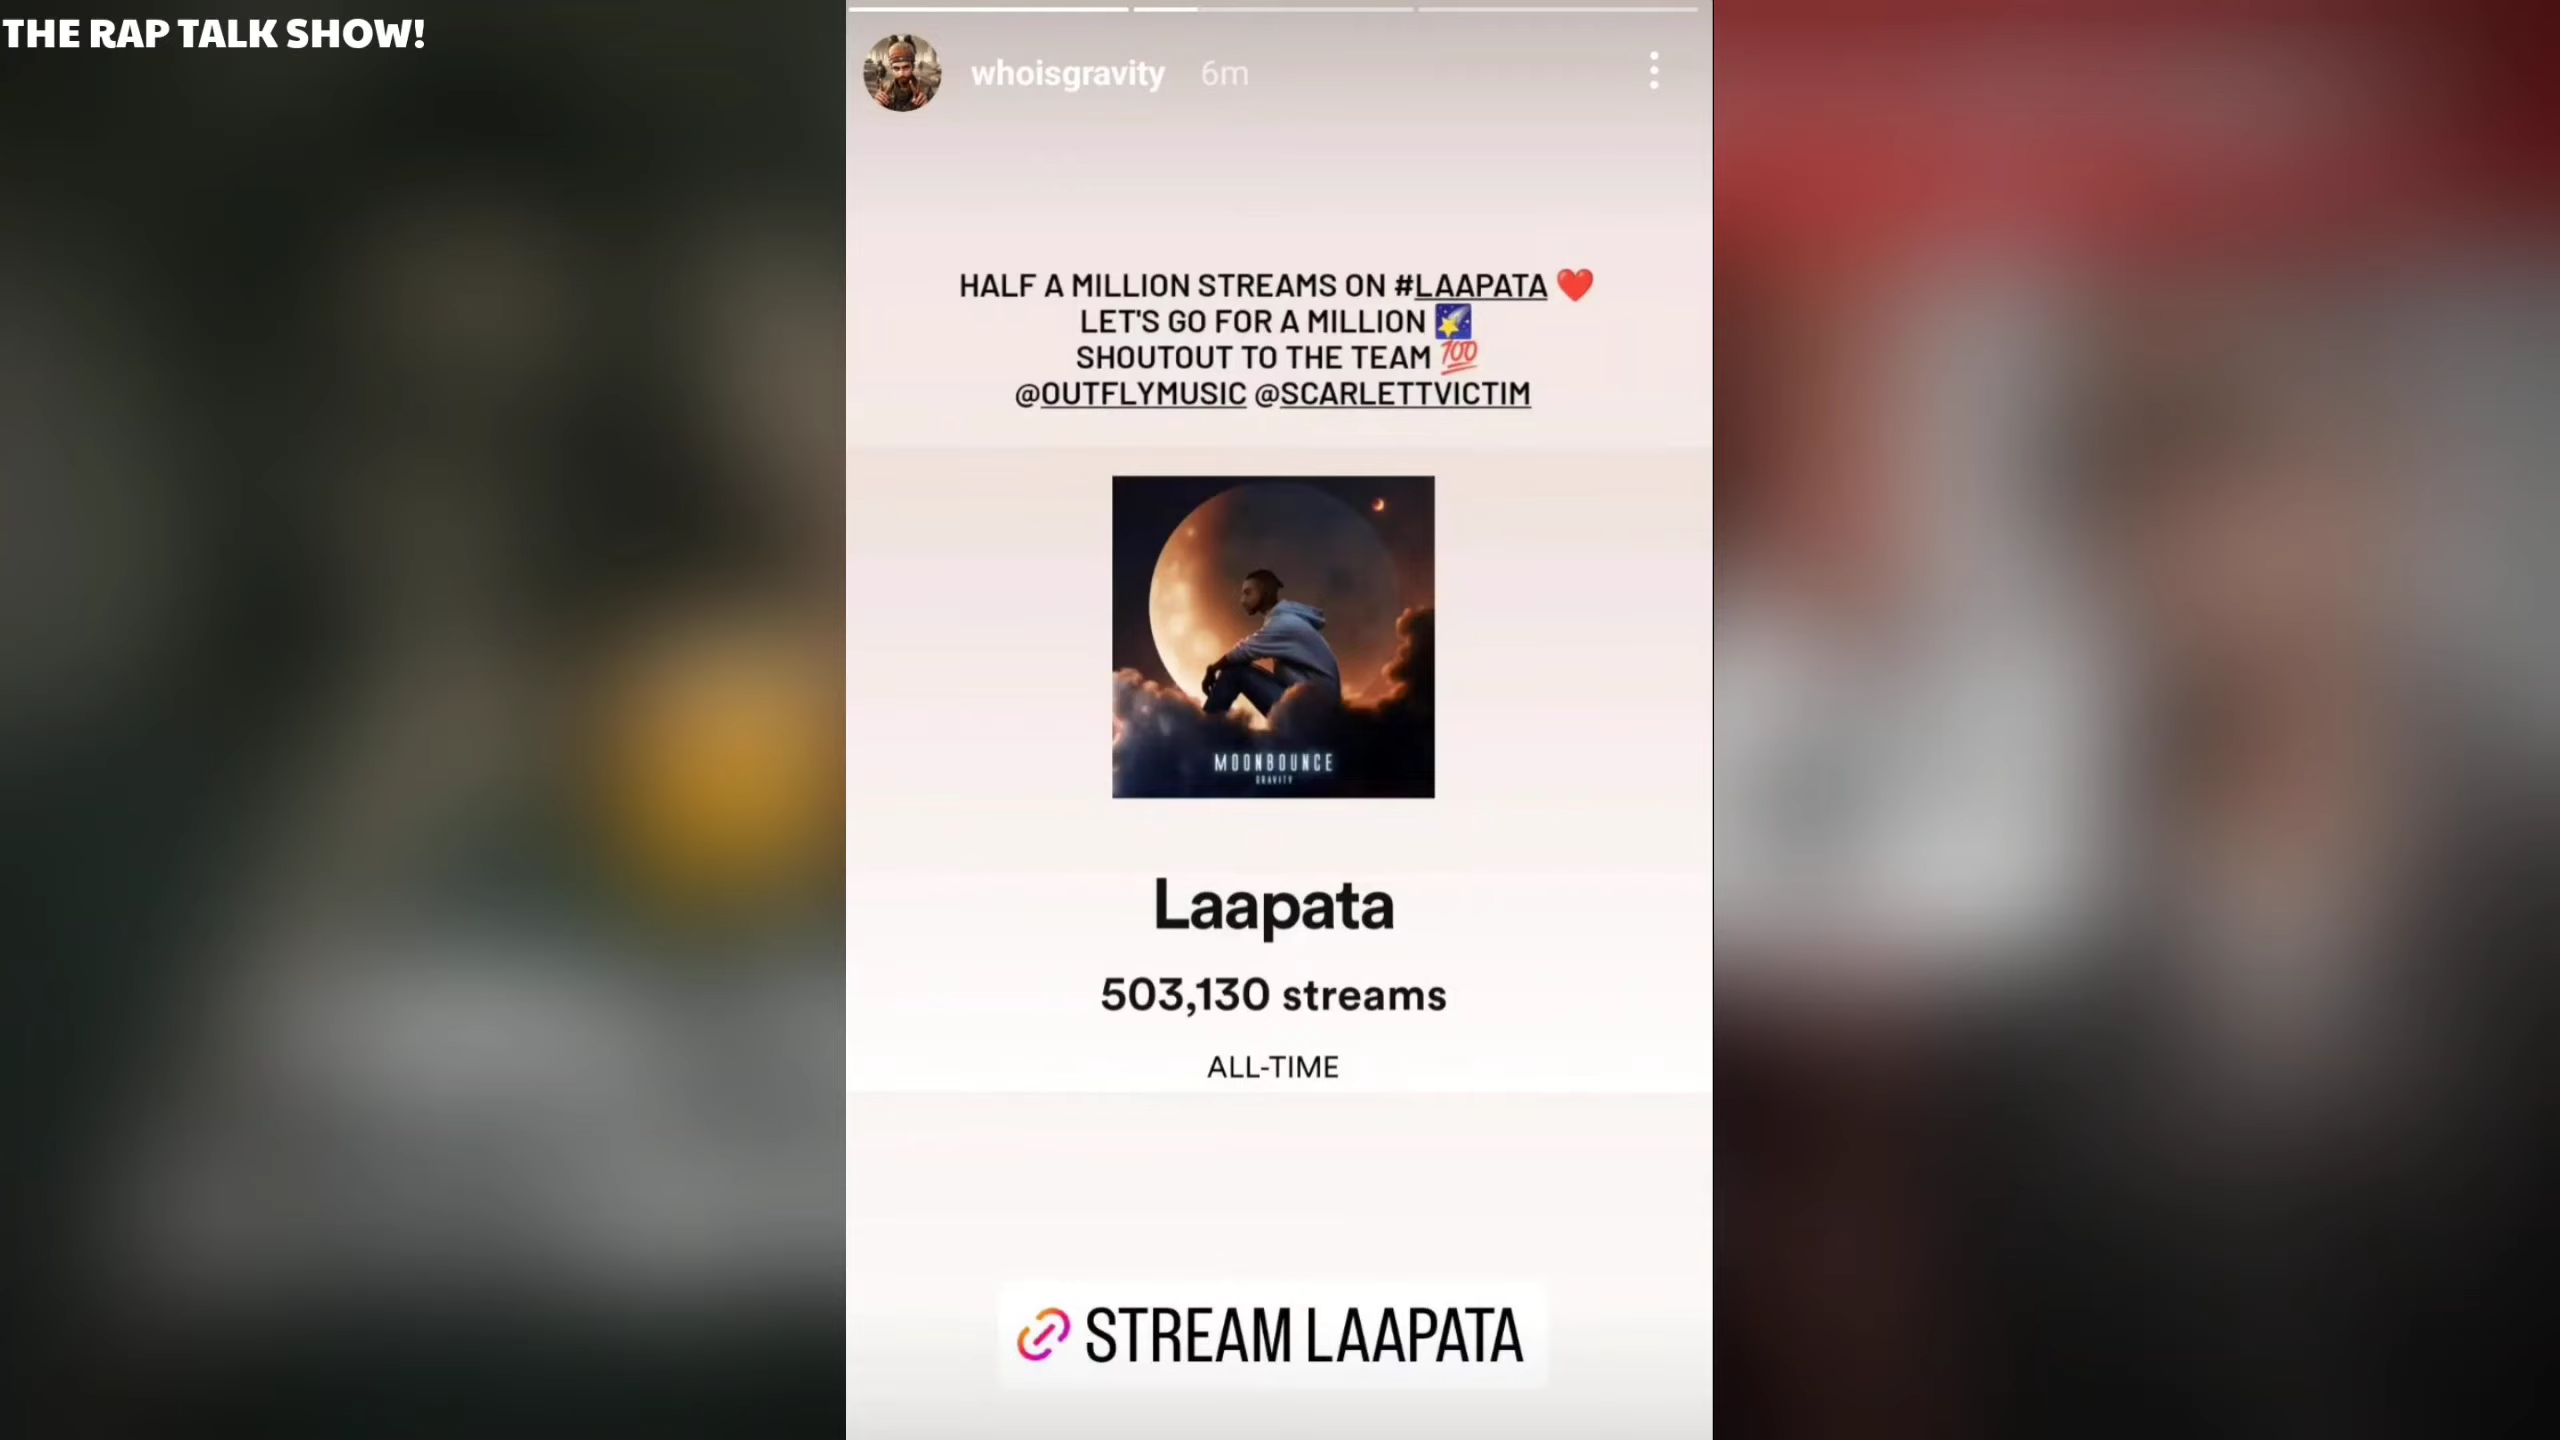 THE RAP TALK SHOW!
whoisgravity 6m
HALF A MILLION STREAMS ON #LAAPATA ❤️
LET'S GO FOR A MILLION 🌠
SHOUTOUT TO THE TEAM 💯
@OUTFLYMUSIC @SCARLETTVICTIM
MOONBOUNCE
GRAVITY
Laapata
503,130 streams
ALL-TIME
STREAM LAAPATA